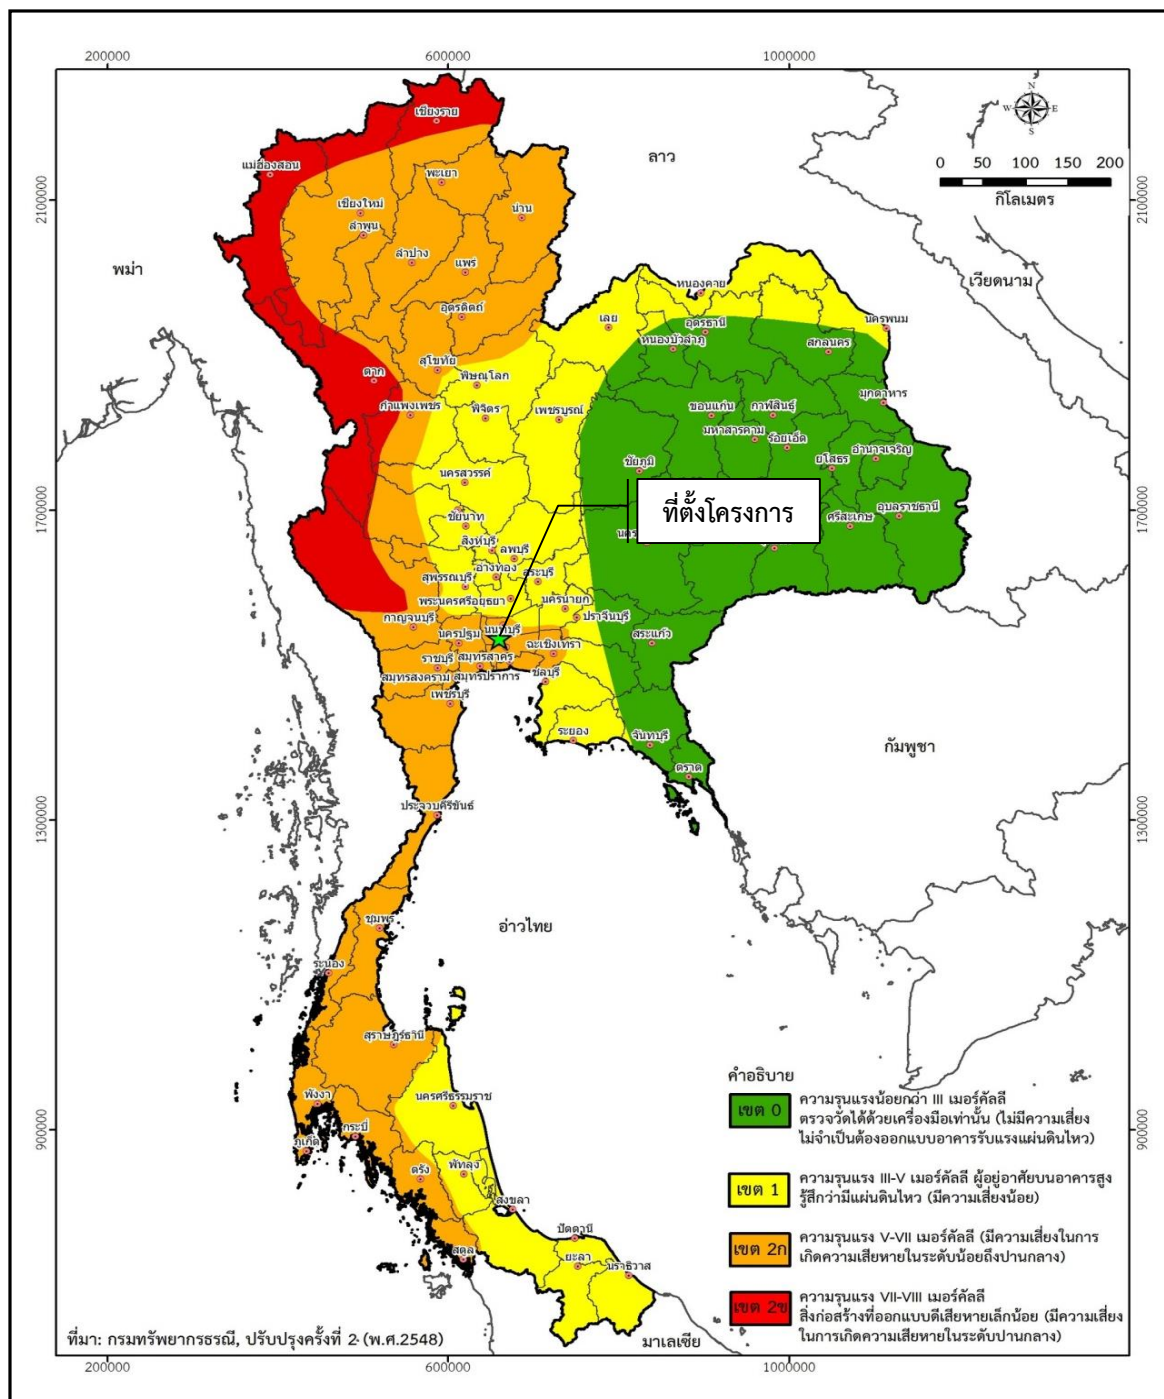 200000
600000
1000000
N
W
E
S
0 50 100 150 200
กิโลเมตร
2100000
2100000
1700000
1700000
1300000
1300000
900000
900000
ลาว
พม่า
เวียดนาม
กัมพูชา
อ่าวไทย
มาเลเซีย
เชียงราย
แม่ฮ่องสอน
พะเยา
เชียงใหม่
น่าน
ลำพูน
ลำปาง
แพร่
อุตรดิตถ์
หนองคาย
เลย
อุดรธานี
นครพนม
หนองบัวลำภู
สกลนคร
สุโขทัย
ตาก
พิษณุโลก
กำแพงเพชร
พิจิตร
เพชรบูรณ์
ขอนแก่น
กาฬสินธุ์
มุกดาหาร
มหาสารคาม
ร้อยเอ็ด
ชัยภูมิ
ยโสธร
อำนาจเจริญ
นครสวรรค์
ที่ตั้งโครงการ
ศรีสะเกษ
อุบลราชธานี
ชัยนาท
สิงห์บุรี
ลพบุรี
อ่างทอง
สระบุรี
สุพรรณบุรี
พระนครศรีอยุธยา
นครนายก
ปราจีนบุรี
กาญจนบุรี
นนทบุรี
นครปฐม
ฉะเชิงเทรา
สระแก้ว
ราชบุรี
สมุทรสาคร
สมุทรสงคราม
สมุทรปราการ
ชลบุรี
เพชรบุรี
ระยอง
จันทบุรี
ตราด
ประจวบคีรีขันธ์
ชุมพร
ระนอง
สุราษฎร์ธานี
พังงา
นครศรีธรรมราช
กระบี่
ภูเก็ต
ตรัง
พัทลุง
สงขลา
ปัตตานี
สตูล
ยะลา
นราธิวาส
คำอธิบาย
เขต 0
ความรุนแรงน้อยกว่า III เมอร์คัลลี
ตรวจวัดได้ด้วยเครื่องมือเท่านั้น (ไม่มีความเสี่ยง
ไม่จำเป็นต้องออกแบบอาคารรับแรงแผ่นดินไหว)
เขต 1
ความรุนแรง III-V เมอร์คัลลี ผู้อยู่อาศัยบนอาคารสูง
รู้สึกว่ามีแผ่นดินไหว (มีความเสี่ยงน้อย)
เขต 2ก
ความรุนแรง V-VII เมอร์คัลลี (มีความเสี่ยงในการ
เกิดความเสียหายในระดับน้อยถึงปานกลาง)
เขต 2ข
ความรุนแรง VII-VIII เมอร์คัลลี
สิ่งก่อสร้างที่ออกแบบดีเสียหายเล็กน้อย (มีความเสี่ยง
ในการเกิดความเสียหายในระดับปานกลาง)
ที่มา: กรมทรัพยากรธรณี, ปรับปรุงครั้งที่ 2 (พ.ศ.2548)
200000
600000
1000000